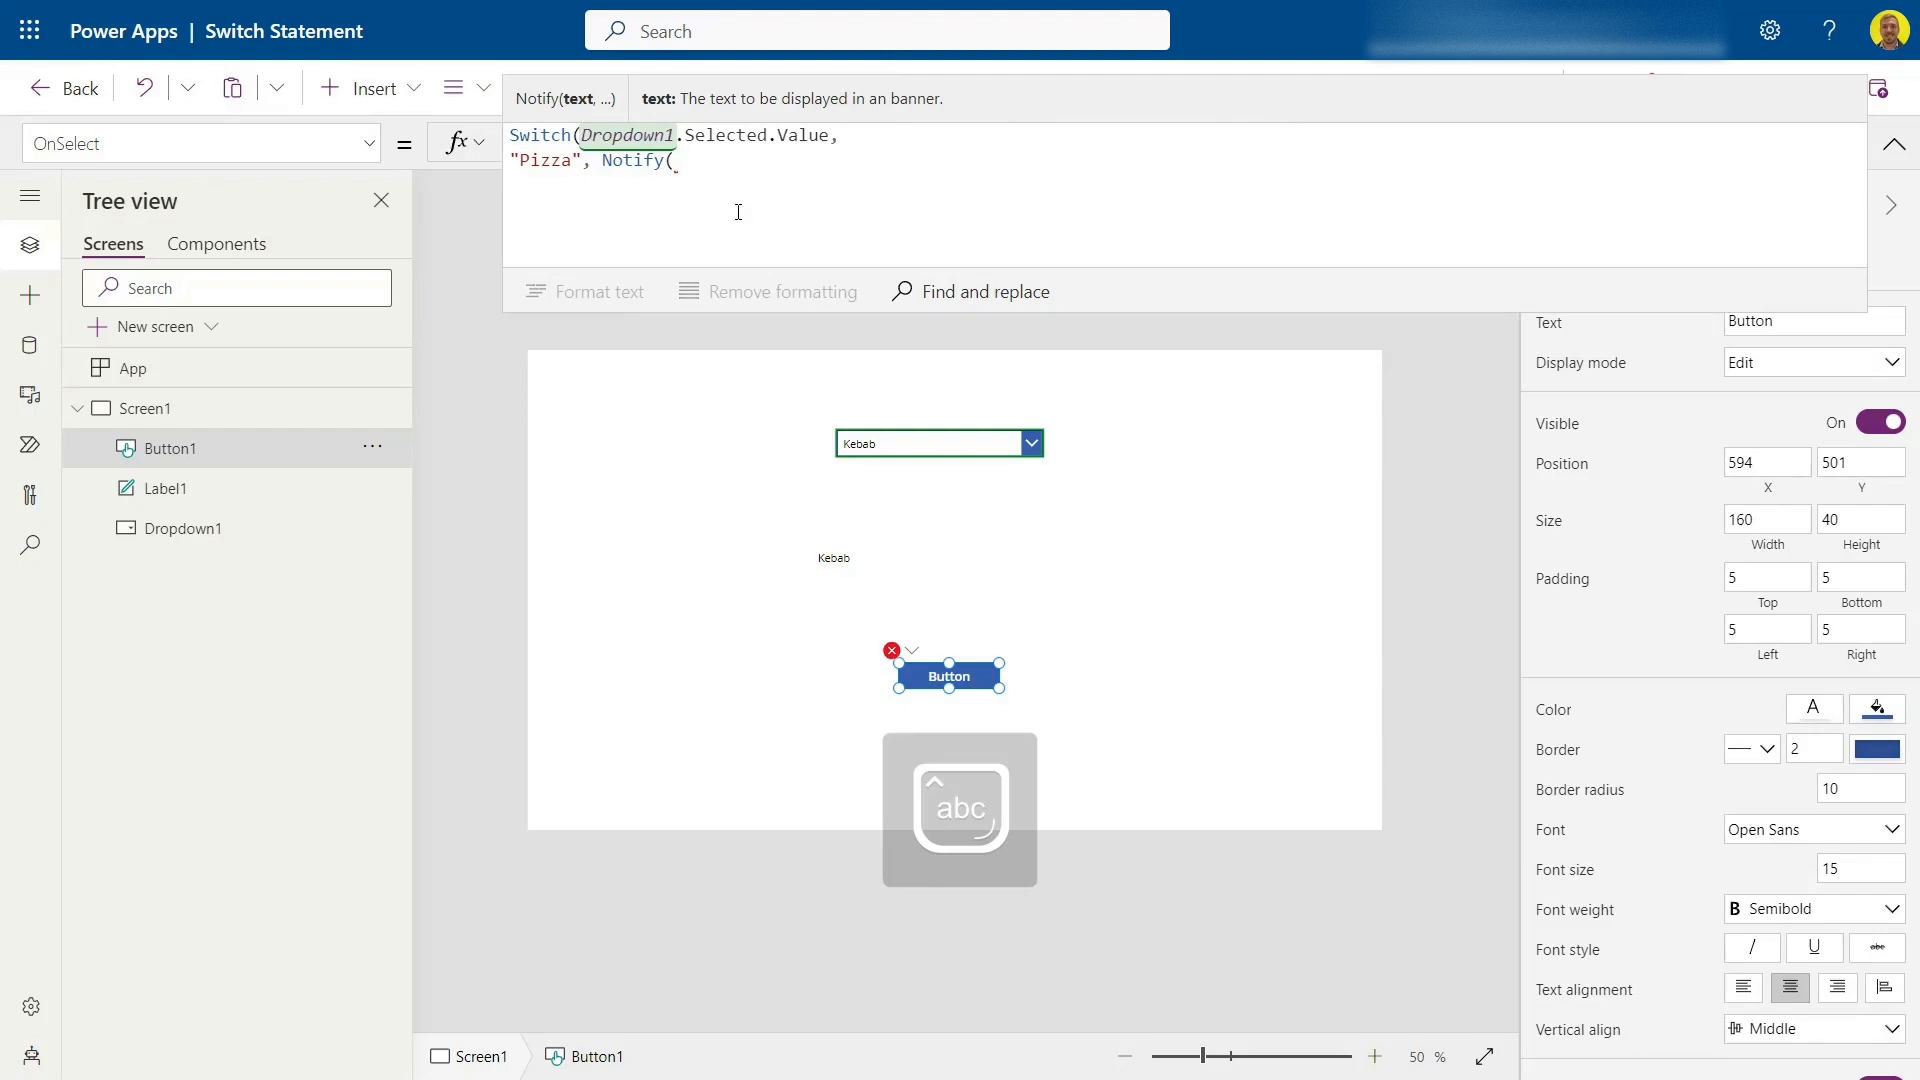 Power Apps | Switch Statement
Search
Back
Insert
Notify(text, ...)
text: The text to be displayed in an banner.
OnSelect
=
fx
Switch(Dropdown1.Selected.Value,
"Pizza", Notify(
Format text
Remove formatting
Find and replace
Tree view
Screens
Components
Search
New screen
App
Screen1
Button1
Label1
Dropdown1
Kebab
Kebab
Button
abc
Text
Button
Display mode
Edit
Visible
On
Position
594
501
X
Y
Size
160
40
Width
Height
Padding
5
5
Top
Bottom
5
5
Left
Right
Color
A
Border
2
Border radius
10
Font
Open Sans
Font size
15
Font weight
B Semibold
Font style
/
U
abc
Text alignment
Vertical align
Middle
Screen1
Button1
50 %